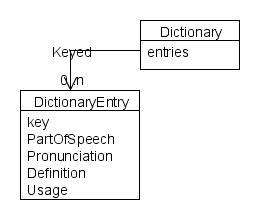 Dictionary
entries
Keyed
0 n
DictionaryEntry
key
PartOfSpeech
Pronunciation
Definition
Usage